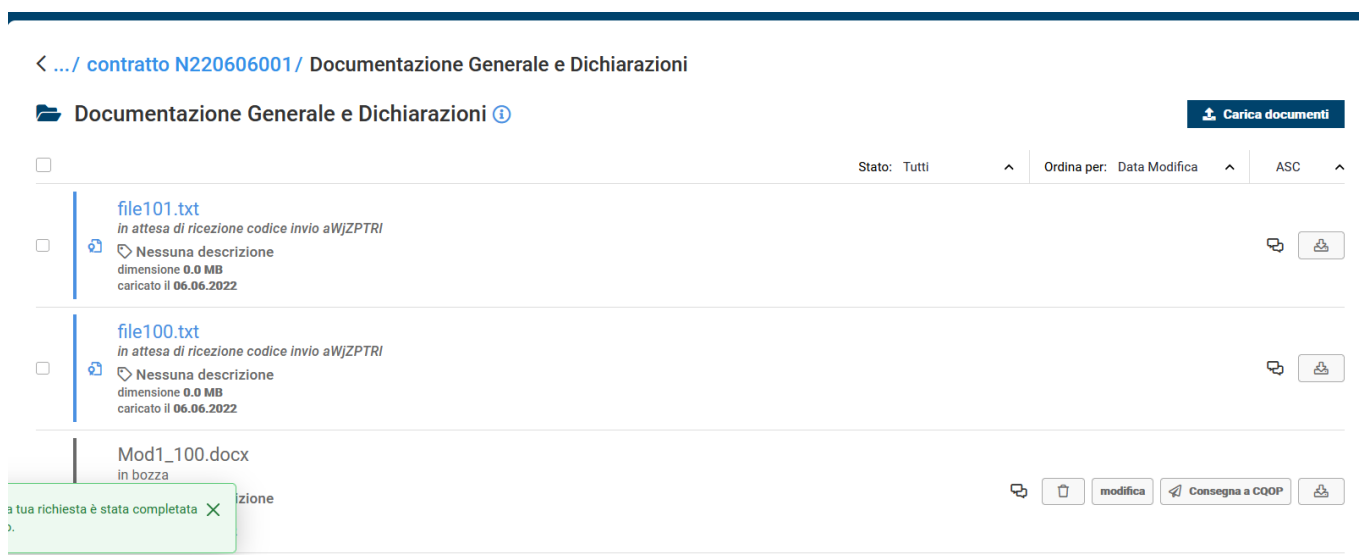 .../ contratto N220606001/ Documentazione Generale e Dichiarazioni
Documentazione Generale e Dichiarazioni
Carica documenti
Stato: Tutti Ordina per: Data Modifica ASC
file101.txt
in attesa di ricezione codice invio aWjZPTRI
Nessuna descrizione
dimensione 0.0 MB
caricato il 06.06.2022
file100.txt
in attesa di ricezione codice invio aWjZPTRI
Nessuna descrizione
dimensione 0.0 MB
caricato il 06.06.2022
Mod1_100.docx
in bozza
modifica Consegna a CQOP
izione
a tua richiesta è stata completata
o.